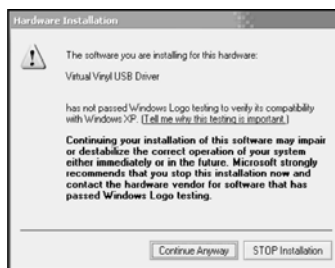 Hardware Installation
The software you are installing for this hardware:
Virtual Vinyl USB Driver
has not passed Windows Logo testing to verify its compatibility
with Windows XP. (Tell me why this testing is important.)
Continuing your installation of this software may impair
or destabilize the correct operation of your system
either immediately or in the future. Microsoft strongly
recommends that you stop this installation now and
contact the hardware vendor for software that has
passed Windows Logo testing.
Continue Anyway
STOP Installation